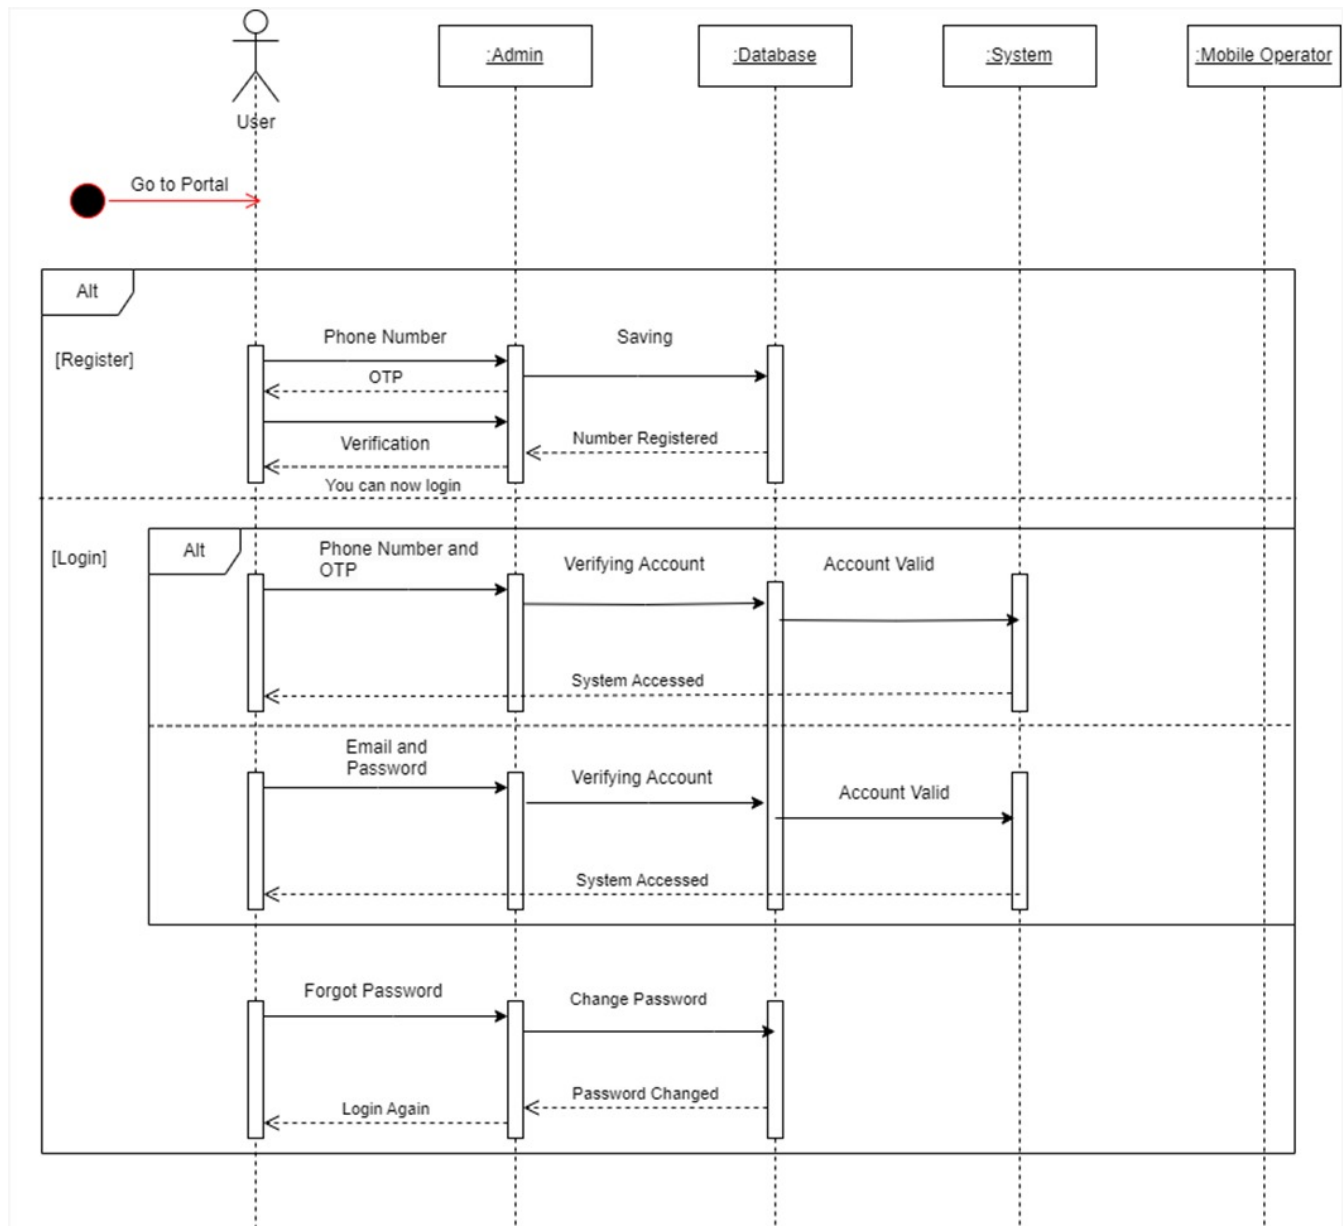 :Admin
:Database
:System
:Mobile Operator
User
Go to Portal
Alt
[Register]
Phone Number
Saving
OTP
Verification
Number Registered
You can now login
[Login]
Alt
Phone Number and
OTP
Verifying Account
Account Valid
System Accessed
Email and
Password
Verifying Account
Account Valid
System Accessed
Forgot Password
Change Password
Password Changed
Login Again